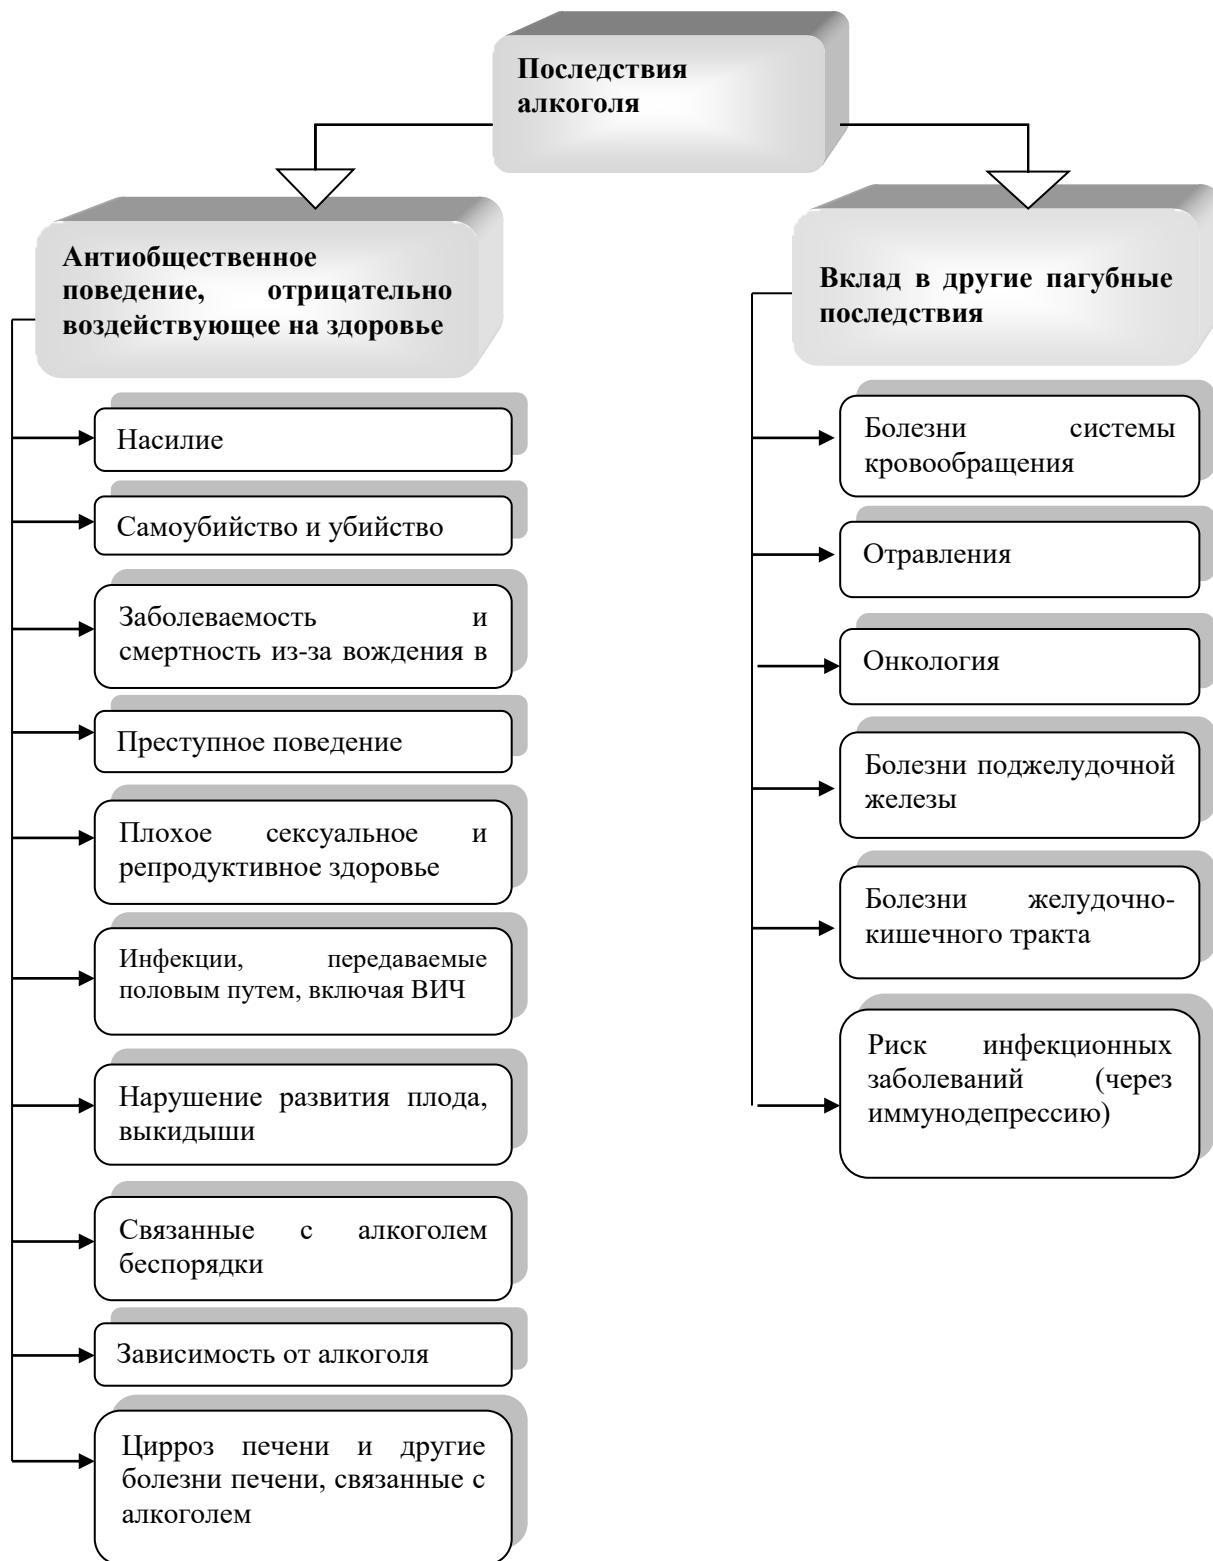 Последствия
алкоголя
Антиобщественное
поведение, отрицательно
воздействующее на здоровье
Насилие
Самоубийство и убийство
Заболеваемость и
смертность из-за вождения в
Преступное поведение
Плохое сексуальное и
репродуктивное здоровье
Инфекции, передаваемые
половым путем, включая ВИЧ
Нарушение развития плода,
выкидыши
Связанные с алкоголем
беспорядки
Зависимость от алкоголя
Цирроз печени и другие
болезни печени, связанные с
алкоголем
Вклад в другие пагубные
последствия
Болезни системы
кровообращения
Отравления
Онкология
Болезни поджелудочной
железы
Болезни желудочно-
кишечного тракта
Риск инфекционных
заболеваний (через
иммунодепрессию)